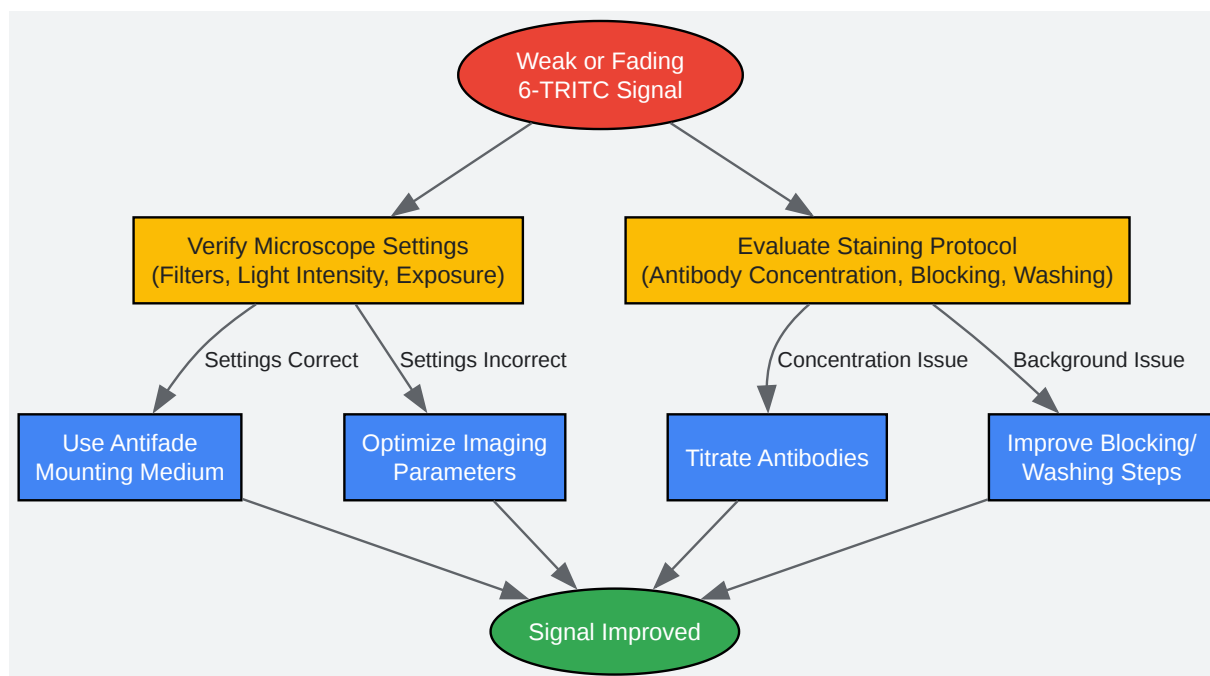 Weak or Fading
6-TRITC Signal
Verify Microscope Settings
(Filters, Light Intensity, Exposure)
Evaluate Staining Protocol
(Antibody Concentration, Blocking, Washing)
Settings Correct
Settings Incorrect
Concentration Issue
Background Issue
Use Antifade
Mounting Medium
Optimize Imaging
Parameters
Titrate Antibodies
Improve Blocking/
Washing Steps
Signal Improved